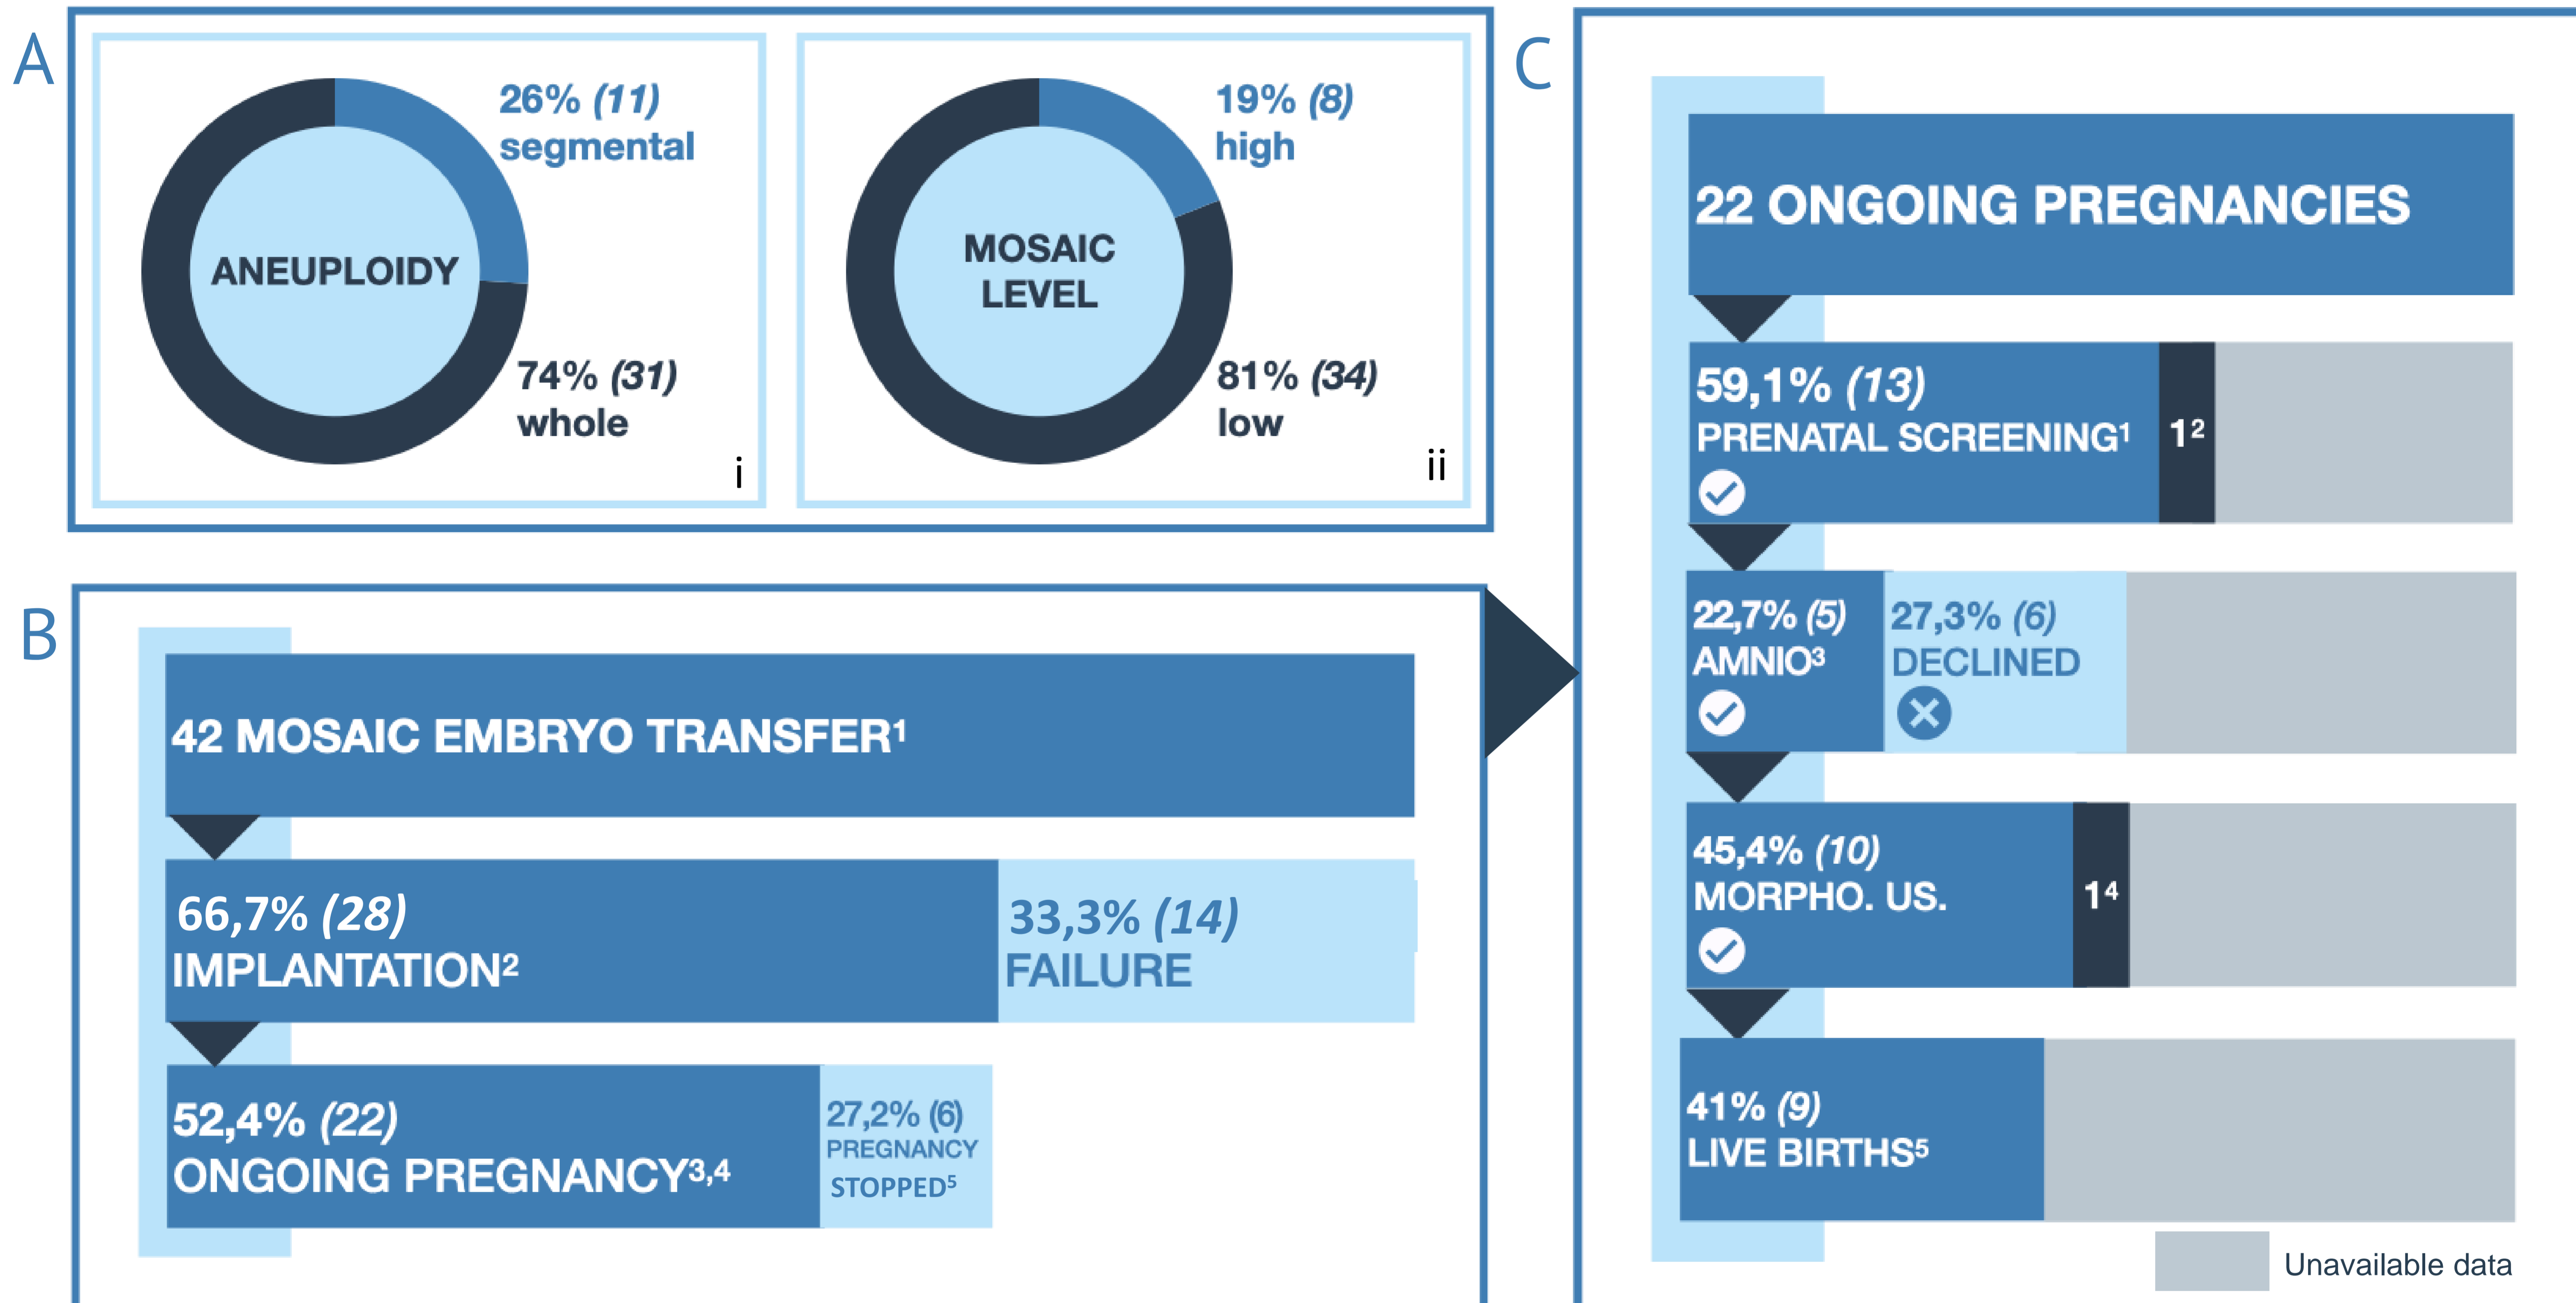 A
26% (11)
segmental
ANEUPLOIDY
74% (31)
whole
i
19% (8)
high
MOSAIC
LEVEL
81% (34)
low
ii
B
42 MOSAIC EMBRYO TRANSFER¹
66,7% (28)
IMPLANTATION²
33,3% (14)
FAILURE
52,4% (22)
ONGOING PREGNANCY³,⁴
27,2% (6)
PREGNANCY
STOPPED⁵
C
22 ONGOING PREGNANCIES
59,1% (13)
PRENATAL SCREENING¹
1²
22,7% (5)
AMNIO³
27,3% (6)
DECLINED
45,4% (10)
MORPHO. US.
1⁴
41% (9)
LIVE BIRTHS⁵
Unavailable data